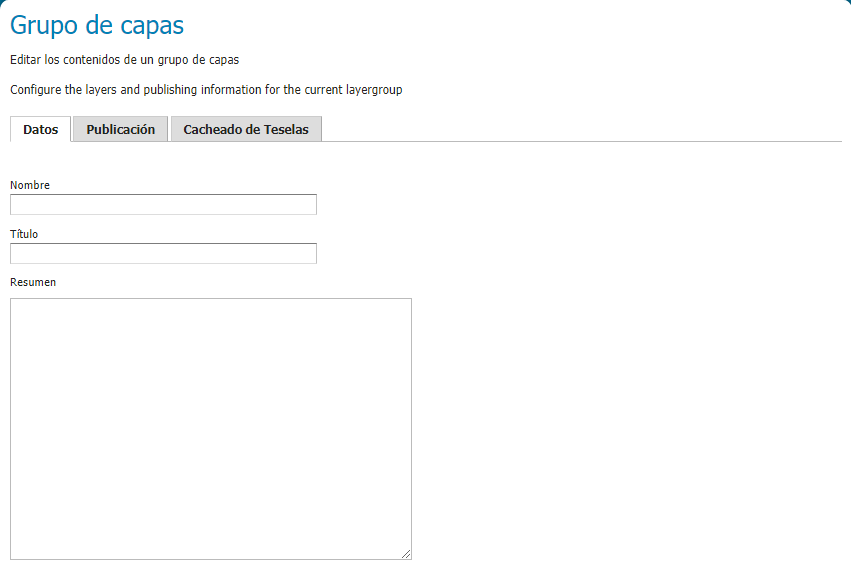 Grupo de capas
Editar los contenidos de un grupo de capas
Configure the layers and publishing information for the current layergroup
Datos
Publicación
Cacheado de Teselas
Nombre
Título
Resumen